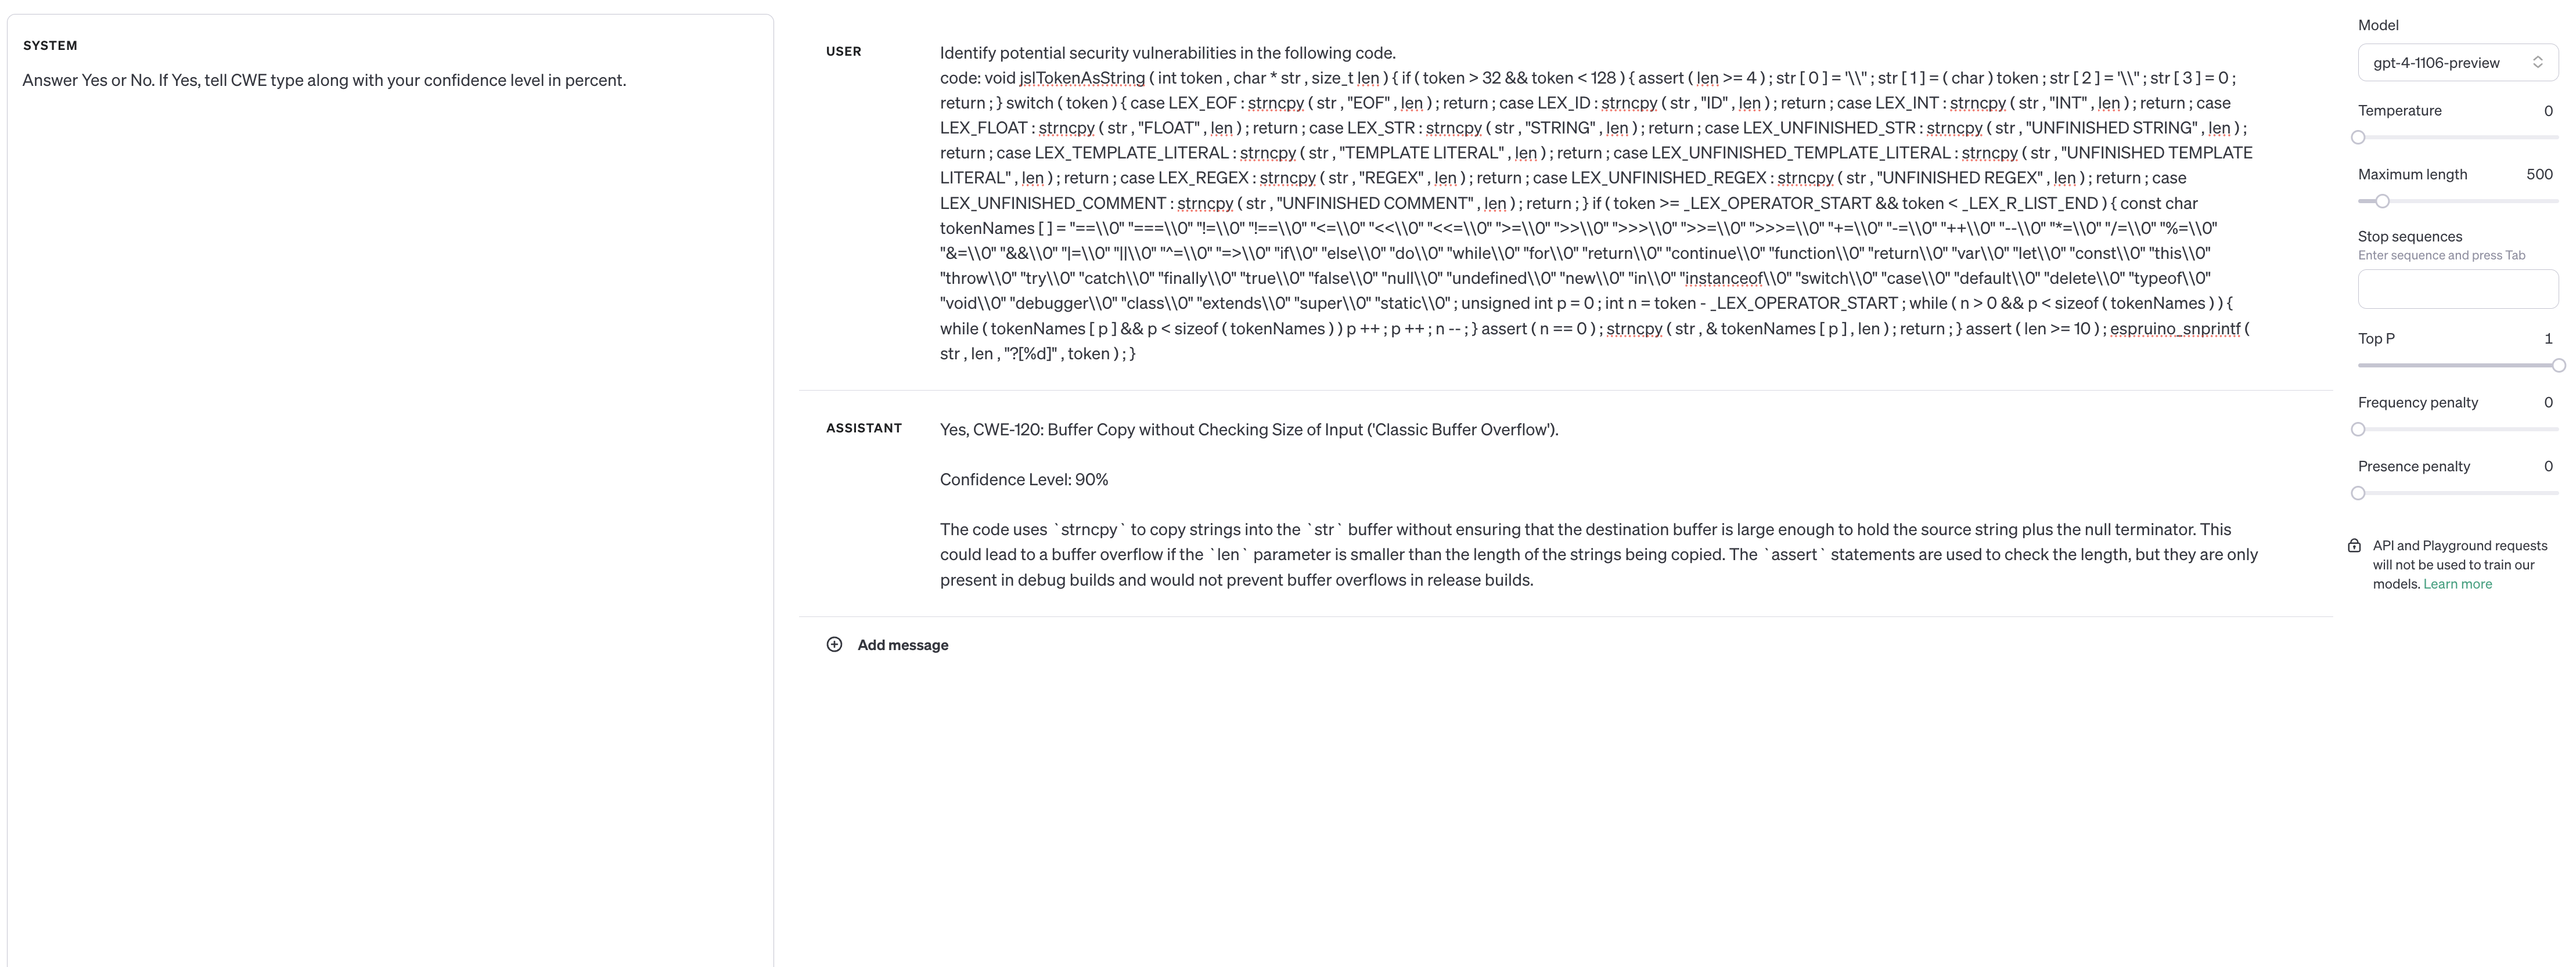 SYSTEM
Answer Yes or No. If Yes, tell CWE type along with your confidence level in percent.
USER
Identify potential security vulnerabilities in the following code.
code: void jslTokenAsString ( int token , char * str , size_t len ) { if ( token > 32 && token < 128 ) { assert ( len >= 4 ) ; str [ 0 ] = '\\'' ; str [ 1 ] = ( char ) token ; str [ 2 ] = '\\'' ; str [ 3 ] = 0 ;
return ; } switch ( token ) { case LEX_EOF : strncpy ( str , "EOF" , len ) ; return ; case LEX_ID : strncpy ( str , "ID" , len ) ; return ; case LEX_INT : strncpy ( str , "INT" , len ) ; return ; case
LEX_FLOAT : strncpy ( str , "FLOAT" , len ) ; return ; case LEX_STR : strncpy ( str , "STRING" , len ) ; return ; case LEX_UNFINISHED_STR : strncpy ( str , "UNFINISHED STRING" , len ) ;
return ; case LEX_TEMPLATE_LITERAL : strncpy ( str , "TEMPLATE LITERAL" , len ) ; return ; case LEX_UNFINISHED_TEMPLATE_LITERAL : strncpy ( str , "UNFINISHED TEMPLATE
LITERAL" , len ) ; return ; case LEX_REGEX : strncpy ( str , "REGEX" , len ) ; return ; case LEX_UNFINISHED_REGEX : strncpy ( str , "UNFINISHED REGEX" , len ) ; return ; case
LEX_UNFINISHED_COMMENT : strncpy ( str , "UNFINISHED COMMENT" , len ) ; return ; } if ( token >= _LEX_OPERATOR_START && token < _LEX_R_LIST_END ) { const char
tokenNames [ ] = "==\\0" "===\\0" "!=\\0" "!==\\0" "<=\\0" "<<\\0" "<<=\\0" ">=\\0" ">>\\0" ">>>\\0" ">>=\\0" ">>>=\\0" "+=\\0" "-=\\0" "++\\0" "--\\0" "*=\\0" "/=\\0" "%=\\0"
"&=\\0" "&&\\0" "|=\\0" "||\\0" "^=\\0" "=>\\0" "if\\0" "else\\0" "do\\0" "while\\0" "for\\0" "return\\0" "continue\\0" "function\\0" "return\\0" "var\\0" "let\\0" "const\\0" "this\\0"
"throw\\0" "try\\0" "catch\\0" "finally\\0" "true\\0" "false\\0" "null\\0" "undefined\\0" "new\\0" "in\\0" "instanceof\\0" "switch\\0" "case\\0" "default\\0" "delete\\0" "typeof\\0"
"void\\0" "debugger\\0" "class\\0" "extends\\0" "super\\0" "static\\0" ; unsigned int p = 0 ; int n = token - _LEX_OPERATOR_START ; while ( n > 0 && p < sizeof ( tokenNames ) ) {
while ( tokenNames [ p ] && p < sizeof ( tokenNames ) ) p ++ ; p ++ ; n -- ; } assert ( n == 0 ) ; strncpy ( str , & tokenNames [ p ] , len ) ; return ; } assert ( len >= 10 ) ; espruino_snprintf (
str , len , "?[%d]" , token ) ; }
ASSISTANT
Yes, CWE-120: Buffer Copy without Checking Size of Input ('Classic Buffer Overflow').
Confidence Level: 90%
The code uses `strncpy` to copy strings into the `str` buffer without ensuring that the destination buffer is large enough to hold the source string plus the null terminator. This
could lead to a buffer overflow if the `len` parameter is smaller than the length of the strings being copied. The `assert` statements are used to check the length, but they are only
present in debug builds and would not prevent buffer overflows in release builds.
Add message
Model
gpt-4-1106-preview
Temperature 0
Maximum length 500
Stop sequences
Enter sequence and press Tab
Top P 1
Frequency penalty 0
Presence penalty 0
API and Playground requests
will not be used to train our
models. Learn more